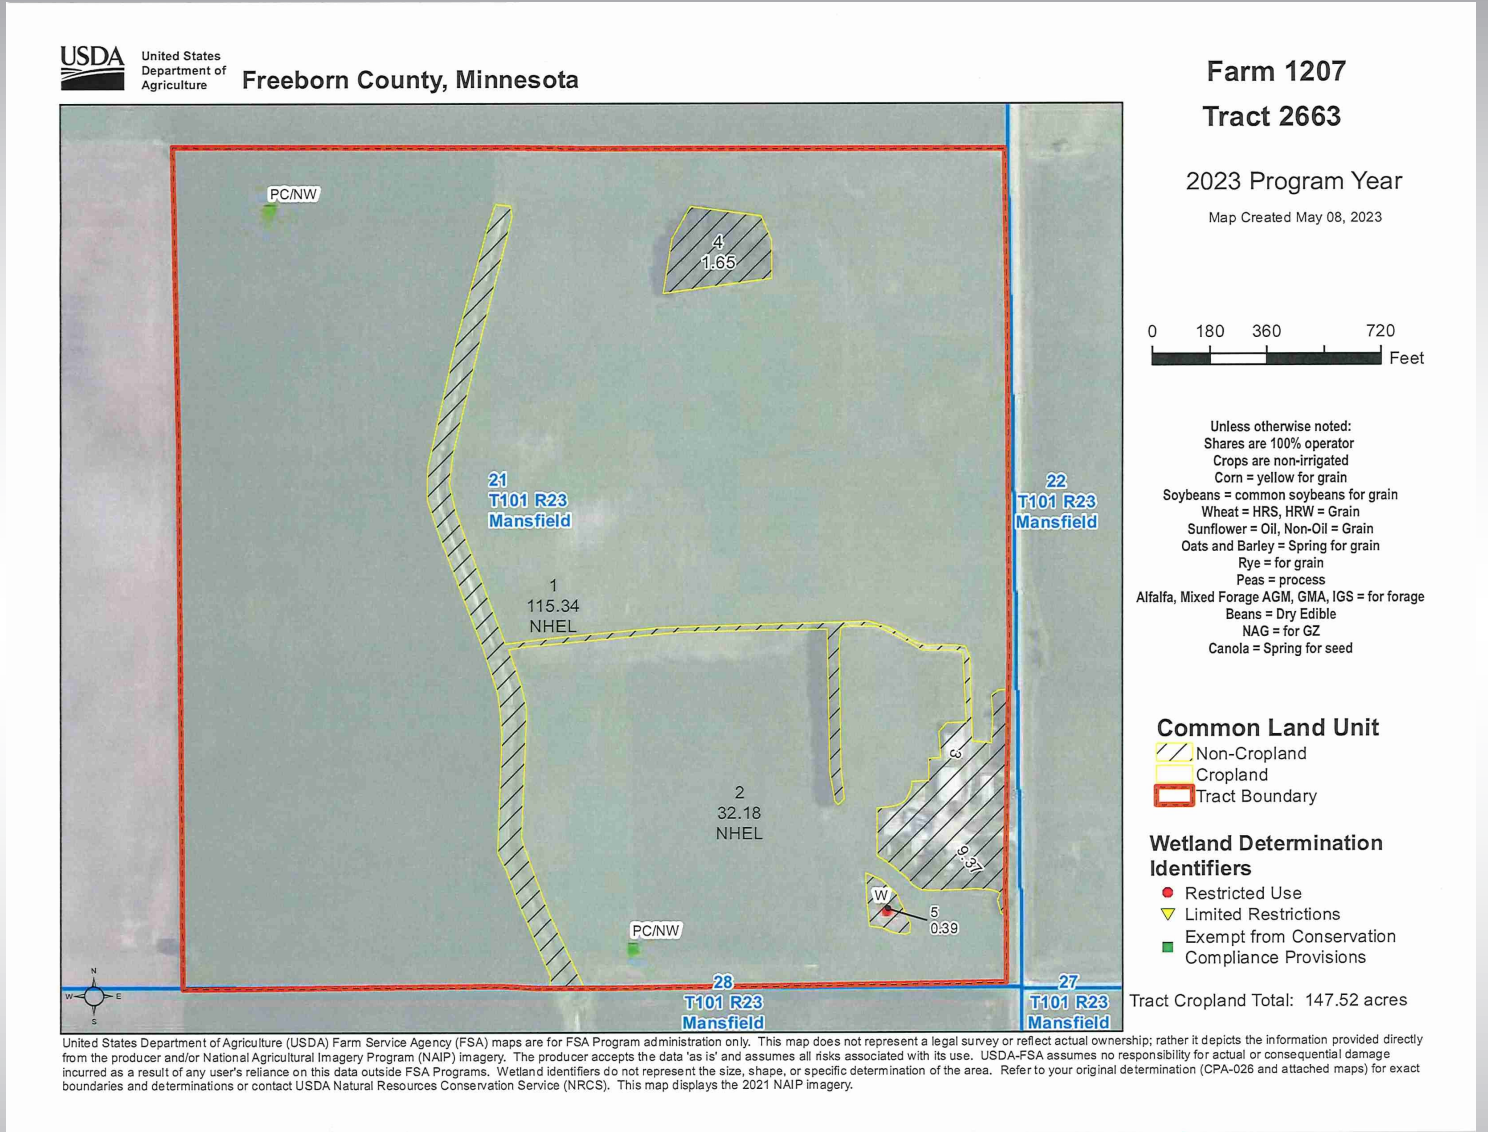 USDA
United States
Department of
Agriculture
Freeborn County, Minnesota
Farm 1207
Tract 2663
2023 Program Year
Map Created May 08, 2023
PC/NW
4
1.65
21
T101 R23
Mansfield
22
T101 R23
Mansfield
1
115.34
NHEL
2
32.18
NHEL
3
9.37
W
5
0.39
PC/NW
28
T101 R23
Mansfield
27
T101 R23
Mansfield
N
W
E
S
0 180 360 720
Feet
Unless otherwise noted:
Shares are 100% operator
Crops are non-irrigated
Corn = yellow for grain
Soybeans = common soybeans for grain
Wheat = HRS, HRW = Grain
Sunflower = Oil, Non-Oil = Grain
Oats and Barley = Spring for grain
Rye = for grain
Peas = process
Alfalfa, Mixed Forage AGM, GMA, IGS = for forage
Beans = Dry Edible
NAG = for GZ
Canola = Spring for seed
Common Land Unit
Non-Cropland
Cropland
Tract Boundary
Wetland Determination
Identifiers
Restricted Use
Limited Restrictions
Exempt from Conservation
Compliance Provisions
Tract Cropland Total: 147.52 acres
United States Department of Agriculture (USDA) Farm Service Agency (FSA) maps are for FSA Program administration only. This map does not represent a legal survey or reflect actual ownership; rather it depicts the information provided directly
from the producer and/or National Agricultural Imagery Program (NAIP) imagery. The producer accepts the data 'as is' and assumes all risks associated with its use. USDA-FSA assumes no responsibility for actual or consequential damage
incurred as a result of any user's reliance on this data outside FSA Programs. Wetland identifiers do not represent the size, shape, or specific determination of the area. Refer to your original determination (CPA-026 and attached maps) for exact
boundaries and determinations or contact USDA Natural Resources Conservation Service (NRCS). This map displays the 2021 NAIP imagery.